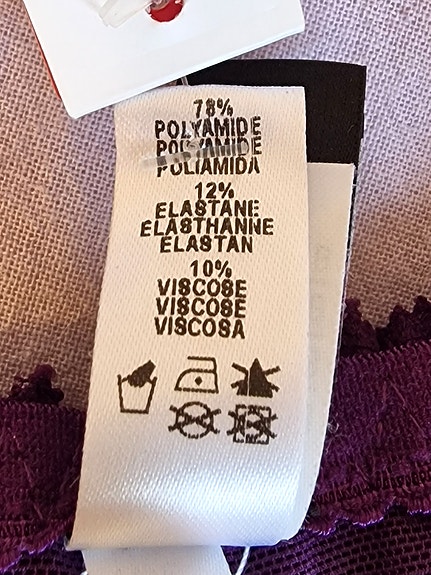 78%
POLYAMIDE
POLYAMIDE
POLIAMIDA
12%
ELASTANE
ELASTHANNE
ELASTAN
10%
VISCOSE
VISCOSE
VISCOSA